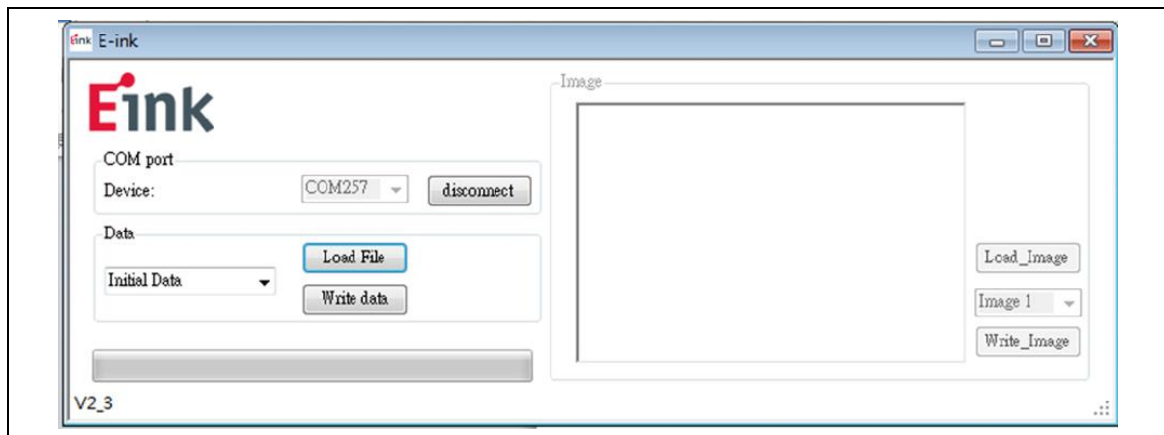 Eink E-ink
Eink
COM port
Device:
COM257
disconnect
Data
Initial Data
Load File
Write data
V2_3
Image
Load_Image
Image 1
Write_Image